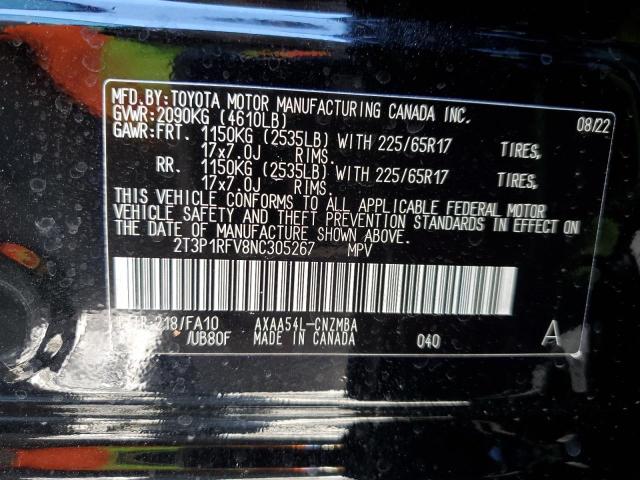 MFD.BY:TOYOTA MOTOR MANUFACTURING CANADA INC.
GVWR:2090KG (4610LB) 08/22
GAWR:FRT. 1150KG (2535LB) WITH 225/65R17 TIRES,
17x7.0J RIMS.
RR. 1150KG (2535LB) WITH 225/65R17 TIRES,
17x7.0J RIMS.
THIS VEHICLE CONFORMS TO ALL APPLICABLE FEDERAL MOTOR
VEHICLE SAFETY AND THEFT PREVENTION STANDARDS IN EFFECT ON
THE DATE OF MANUFACTURE SHOWN ABOVE.
2T3P1RFV8NC305267 MPV
C/TR:218/FA10 AXAA54L-CNZMBA
/UB80F MADE IN CANADA 040 A